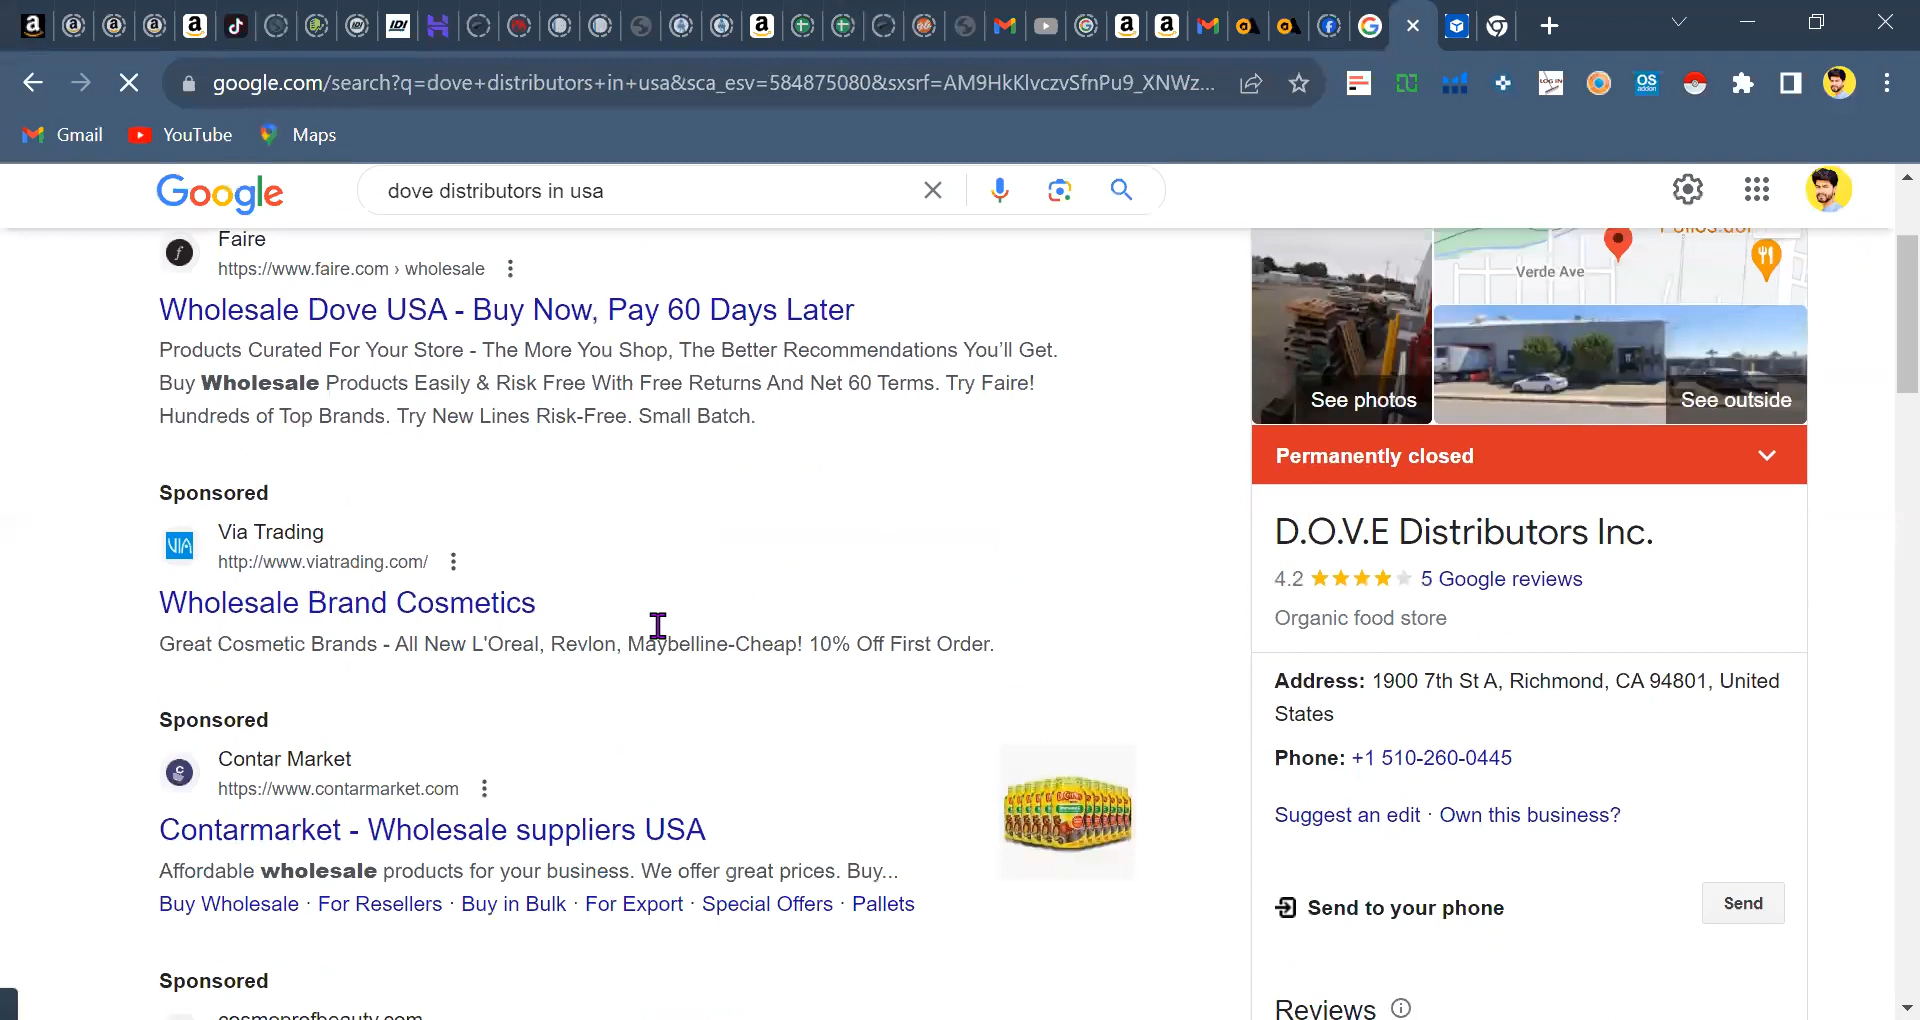 google.com/search?q=dove+distributors+in+usa&sca_esv=584875080&sxsrf=AM9HkKlvczvSfnPu9_XNWz...
Gmail
YouTube
Maps
Google
dove distributors in usa
Faire
https://www.faire.com › wholesale
Wholesale Dove USA - Buy Now, Pay 60 Days Later
Products Curated For Your Store - The More You Shop, The Better Recommendations You'll Get.
Buy Wholesale Products Easily & Risk Free With Free Returns And Net 60 Terms. Try Faire!
Hundreds of Top Brands. Try New Lines Risk-Free. Small Batch.
Sponsored
VIA
Via Trading
http://www.viatrading.com/
Wholesale Brand Cosmetics
Great Cosmetic Brands - All New L'Oreal, Revlon, Maybelline-Cheap! 10% Off First Order.
Sponsored
Contar Market
https://www.contarmarket.com
Contarmarket - Wholesale suppliers USA
Affordable wholesale products for your business. We offer great prices. Buy...
Buy Wholesale · For Resellers · Buy in Bulk · For Export · Special Offers · Pallets
Sponsored
cosmoprofbeauty.com
Verde Ave
See photos
See outside
Permanently closed
D.O.V.E Distributors Inc.
4.2
5 Google reviews
Organic food store
Address: 1900 7th St A, Richmond, CA 94801, United
States
Phone: +1 510-260-0445
Suggest an edit · Own this business?
Send to your phone
Send
Reviews